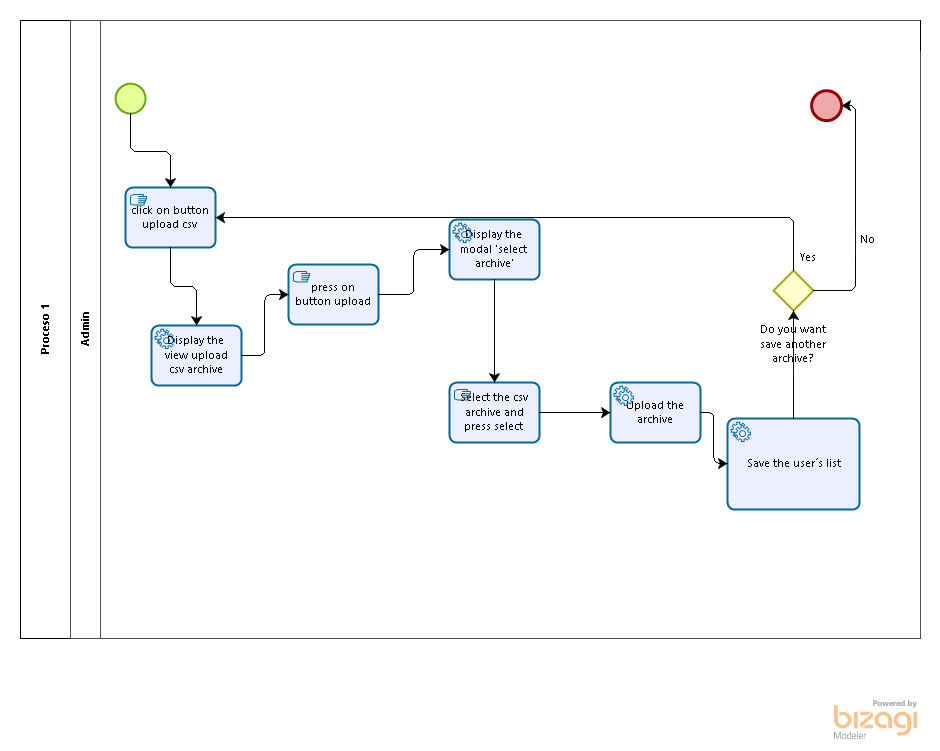 Proceso 1
Admin
click on button
upload csv
Display the
view upload
csv archive
press on
button upload
Display the
modal 'select
archive'
Select the csv
archive and
press select
Upload the
archive
Save the user´s list
Do you want
save another
archive?
Yes
No
Powered by
bizagi
Modeler